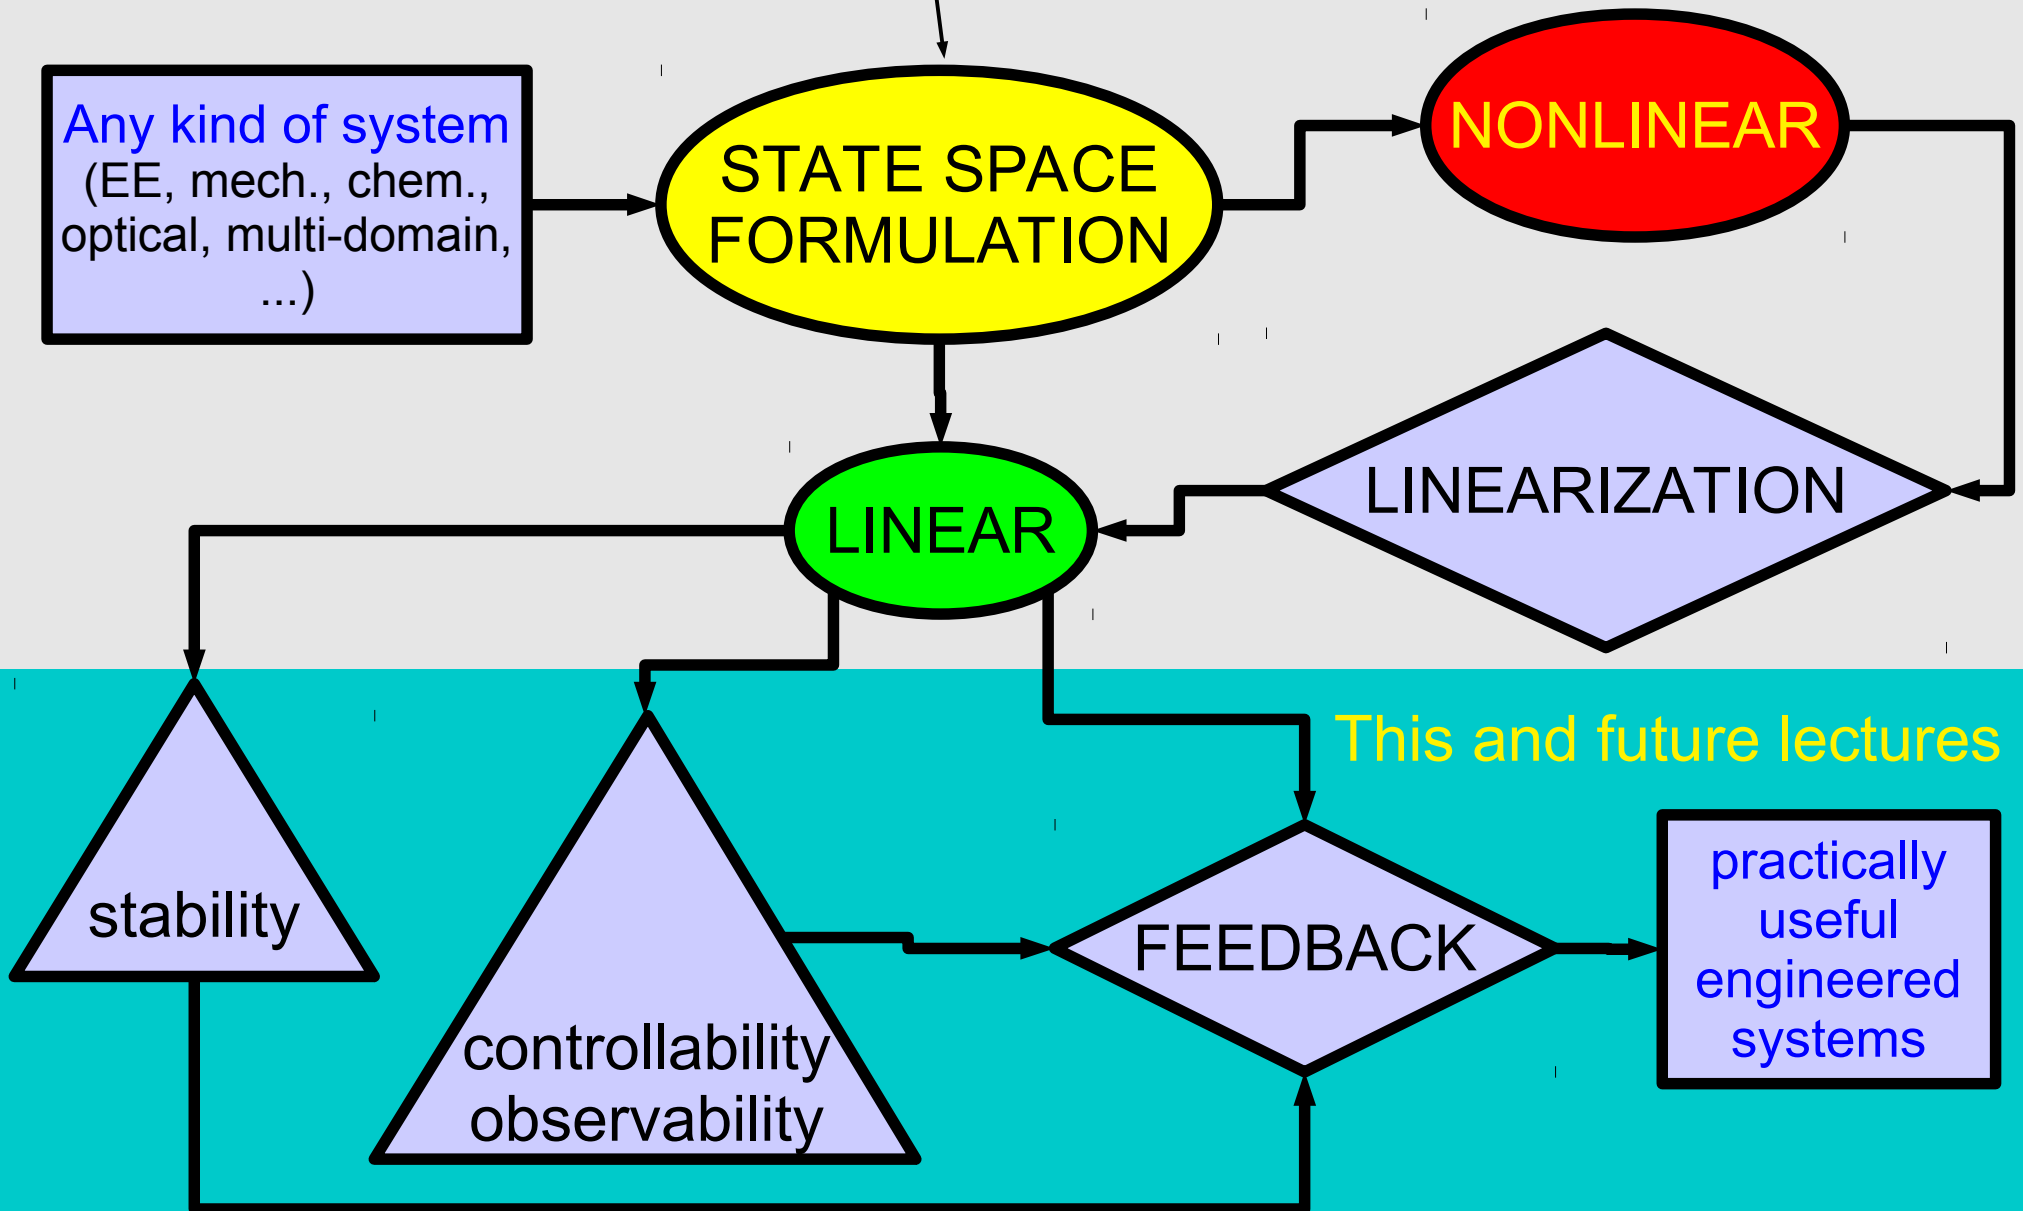 Any kind of system
(EE, mech., chem.,
optical, multi-domain,
...)
STATE SPACE
FORMULATION
NONLINEAR
LINEARIZATION
LINEAR
This and future lectures
stability
controllability
observability
FEEDBACK
practically
useful
engineered
systems